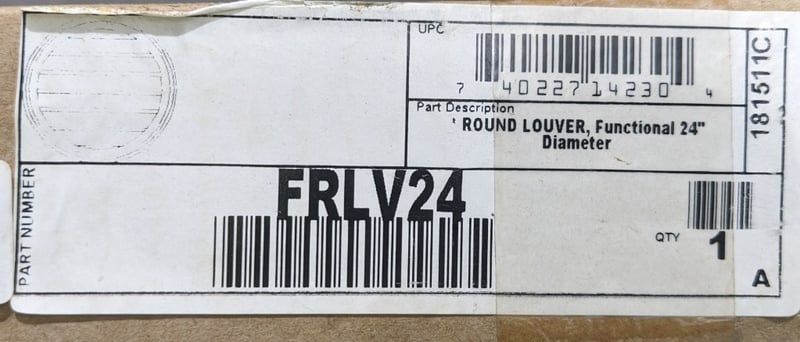 UPC
7 40227 14230 4
Part Description
ROUND LOUVER, Functional 24"
Diameter
181511C
PART NUMBER
FRLV24
QTY 1
A